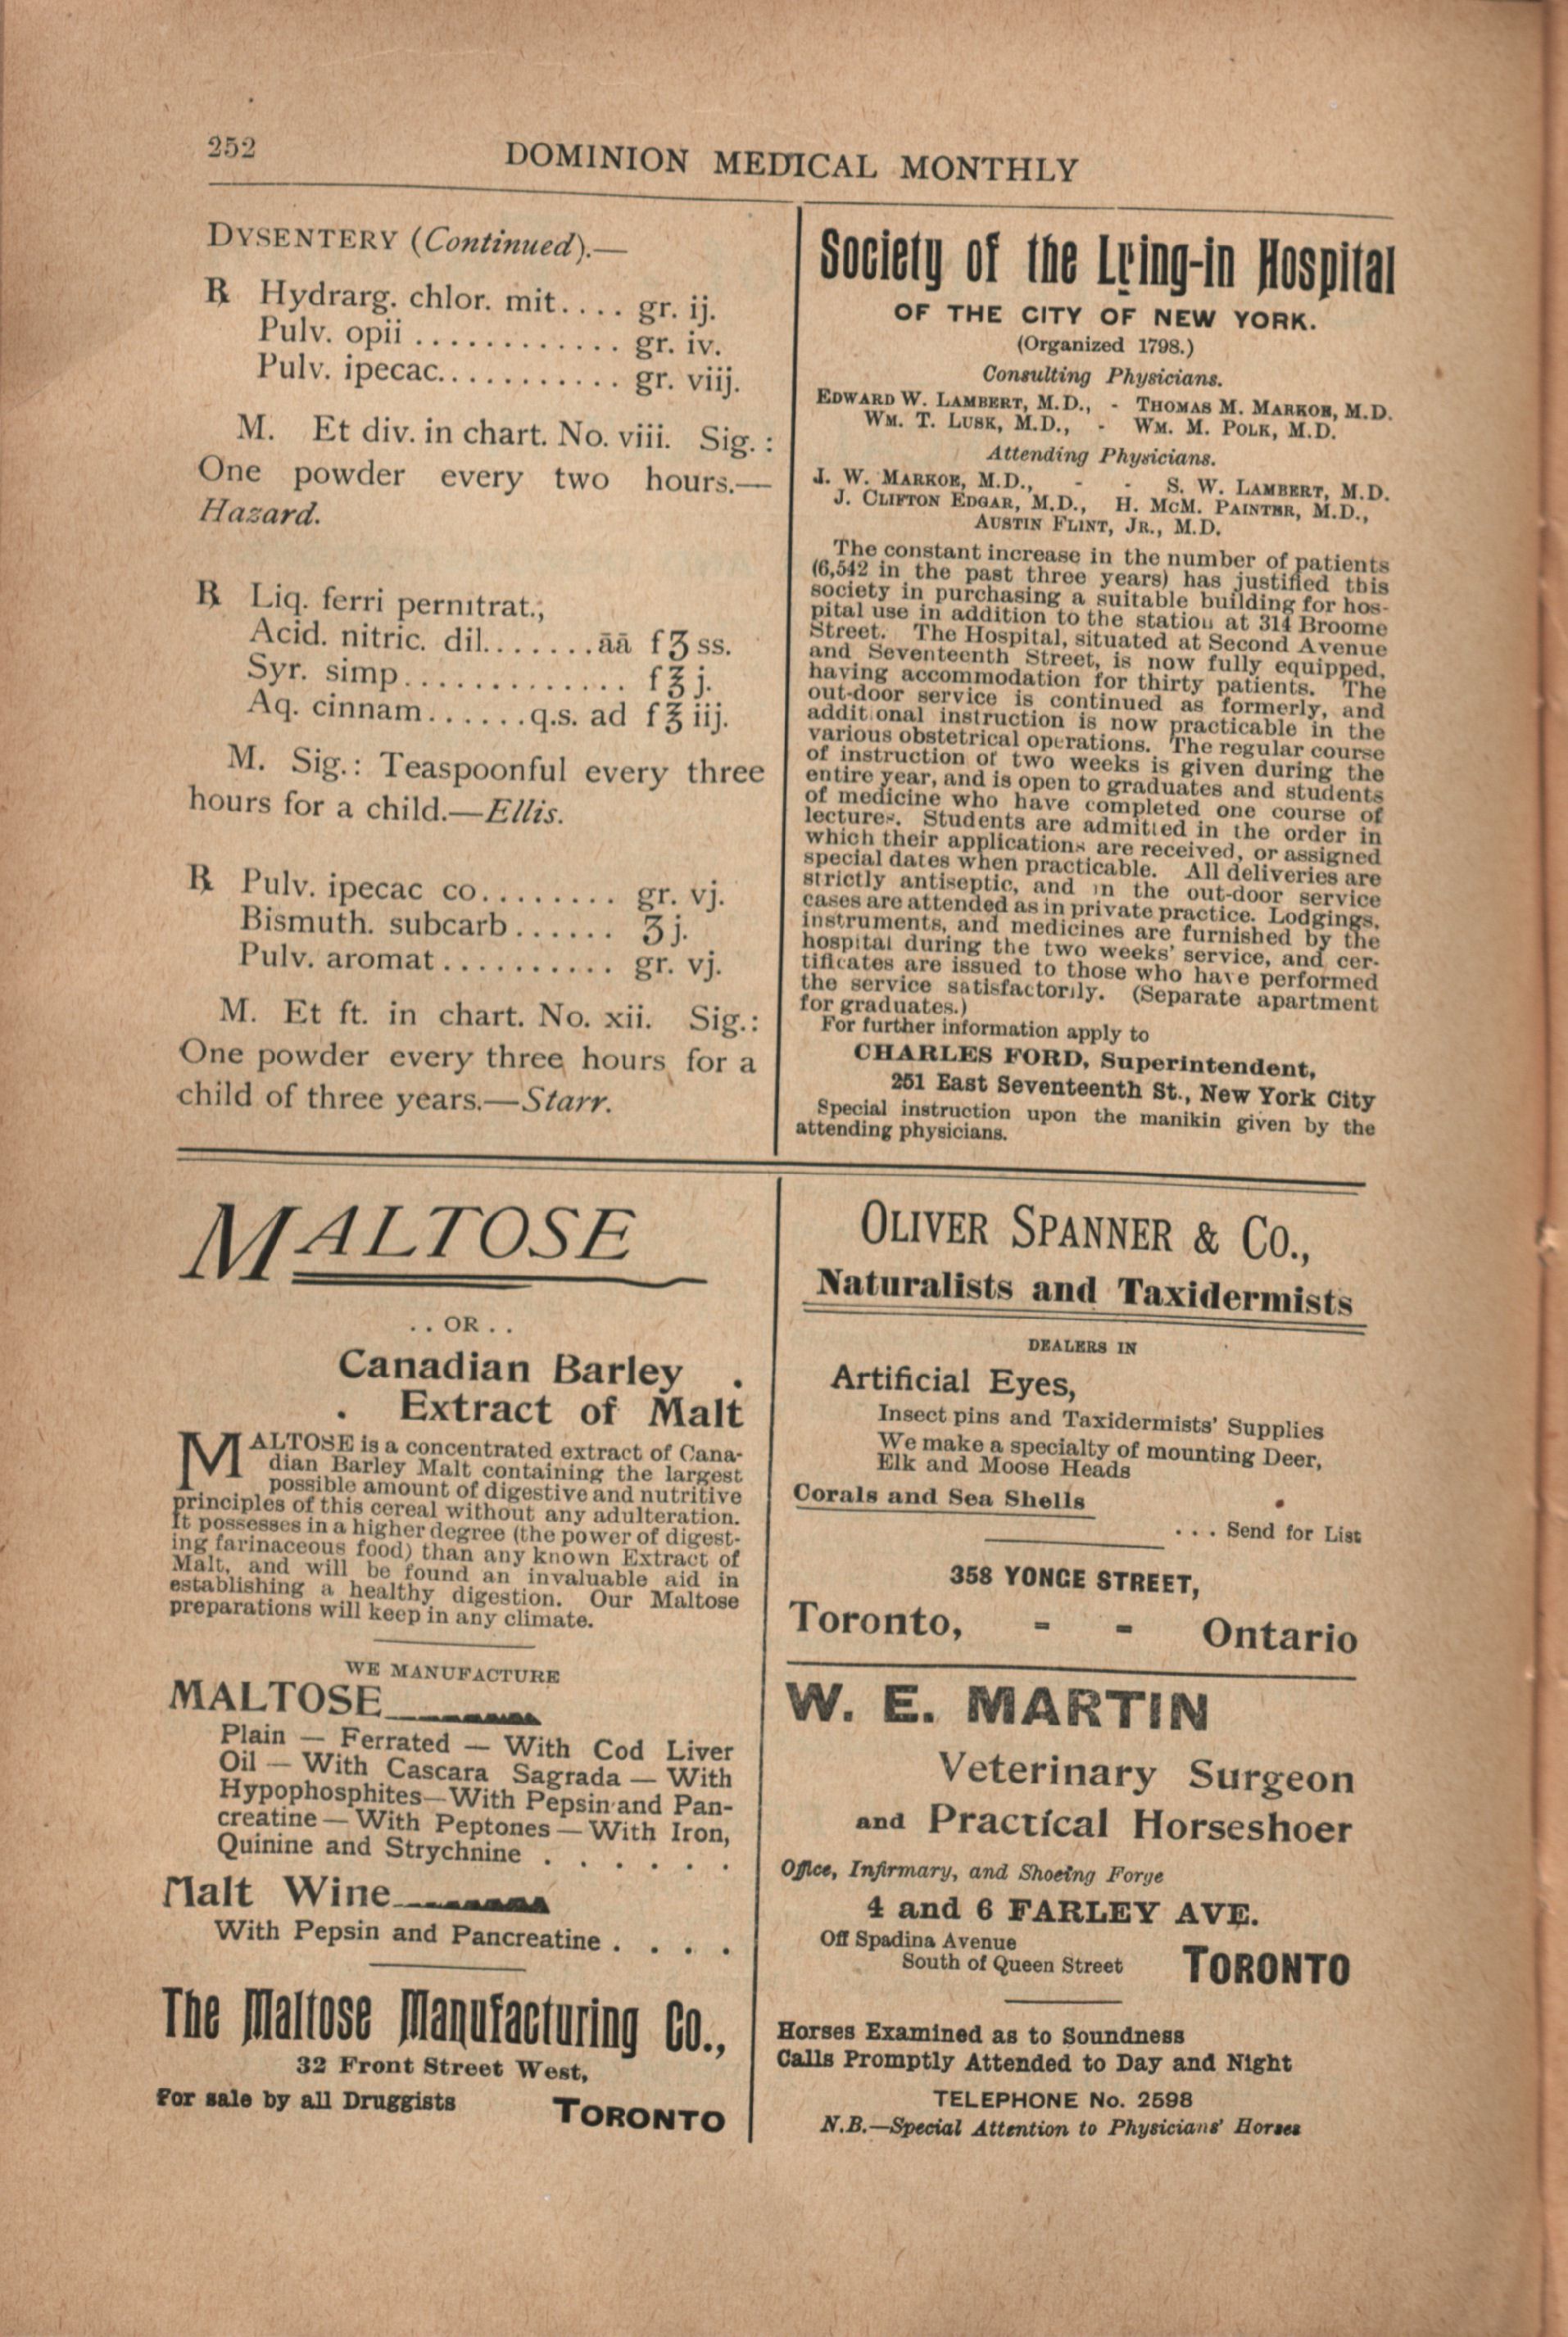 252
DOMINION MEDICAL MONTHLY
DYSENTERY (Continued).—
℞ Hydrarg. chlor. mit.... gr. ij.
Pulv. opii ............ gr. iv.
Pulv. ipecac............ gr. viij.
M. Et div. in chart. No. viii. Sig.:
One powder every two hours.—
Hazard.
℞ Liq. ferri pernitrat.,
Acid. nitric. dil.......āā fʒss.
Syr. simp............. f℥j.
Aq. cinnam......q.s. ad f℥iij.
M. Sig.: Teaspoonful every three
hours for a child.—Ellis.
℞ Pulv. ipecac co........ gr. vj.
Bismuth. subcarb...... ʒj.
Pulv. aromat.......... gr. vj.
M. Et ft. in chart. No. xii. Sig.:
One powder every three hours for a
child of three years.—Starr.
Society of the Lying-in Hospital
OF THE CITY OF NEW YORK.
(Organized 1798.)
Consulting Physicians.
EDWARD W. LAMBERT, M.D., - THOMAS M. MARKOE, M.D.
WM. T. LUSK, M.D., - WM. M. POLK, M.D.
Attending Physicians.
J. W. MARKOE, M.D., - - S. W. LAMBERT, M.D.
J. CLIFTON EDGAR, M.D., H. MCM. PAINTER, M.D.,
AUSTIN FLINT, JR., M.D.
The constant increase in the number of patients
(6,542 in the past three years) has justified this
society in purchasing a suitable building for hos-
pital use in addition to the station at 314 Broome
Street. The Hospital, situated at Second Avenue
and Seventeenth Street, is now fully equipped,
having accommodation for thirty patients. The
out-door service is continued as formerly, and
additional instruction is now practicable in the
various obstetrical operations. The regular course
of instruction of two weeks is given during the
entire year, and is open to graduates and students
of medicine who have completed one course of
lectures. Students are admitted in the order in
which their applications are received, or assigned
special dates when practicable. All deliveries are
strictly antiseptic, and in the out-door service
cases are attended as in private practice. Lodgings,
instruments, and medicines are furnished by the
hospital during the two weeks' service, and cer-
tificates are issued to those who have performed
the service satisfactorily. (Separate apartment
for graduates.)
For further information apply to
CHARLES FORD, Superintendent,
251 East Seventeenth St., New York City
Special instruction upon the manikin given by the
attending physicians.
MALTOSE
..OR..
Canadian Barley .
. Extract of Malt
MALTOSE is a concentrated extract of Cana-
dian Barley Malt containing the largest
possible amount of digestive and nutritive
principles of this cereal without any adulteration.
It possesses in a higher degree (the power of digest-
ing farinaceous food) than any known Extract of
Malt, and will be found an invaluable aid in
establishing a healthy digestion. Our Maltose
preparations will keep in any climate.
WE MANUFACTURE
MALTOSE
Plain — Ferrated — With Cod Liver
Oil — With Cascara Sagrada — With
Hypophosphites—With Pepsin and Pan-
creatine — With Peptones — With Iron,
Quinine and Strychnine . . . . . .
Malt Wine
With Pepsin and Pancreatine . . . .
The Maltose Manufacturing Co.,
32 Front Street West,
For sale by all Druggists
TORONTO
OLIVER SPANNER & CO.,
Naturalists and Taxidermists
DEALERS IN
Artificial Eyes,
Insect pins and Taxidermists' Supplies
We make a specialty of mounting Deer,
Elk and Moose Heads
Corals and Sea Shells
... Send for List
358 YONGE STREET,
Toronto, - - Ontario
W. E. MARTIN
Veterinary Surgeon
and Practical Horseshoer
Office, Infirmary, and Shoeing Forge
4 and 6 FARLEY AVE.
Off Spadina Avenue
South of Queen Street
TORONTO
Horses Examined as to Soundness
Calls Promptly Attended to Day and Night
TELEPHONE No. 2598
N.B.—Special Attention to Physicians' Horses